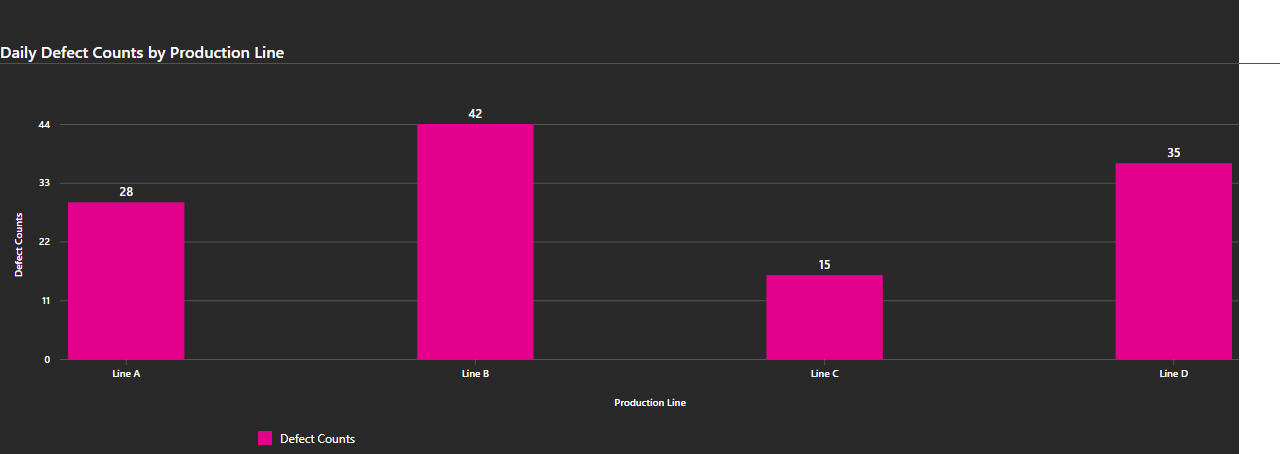 Daily Defect Counts by Production Line
42
44
35
28
33
Defect Counts
22
15
11
0
Line A Line B Line C Line D
Production Line
Defect Counts